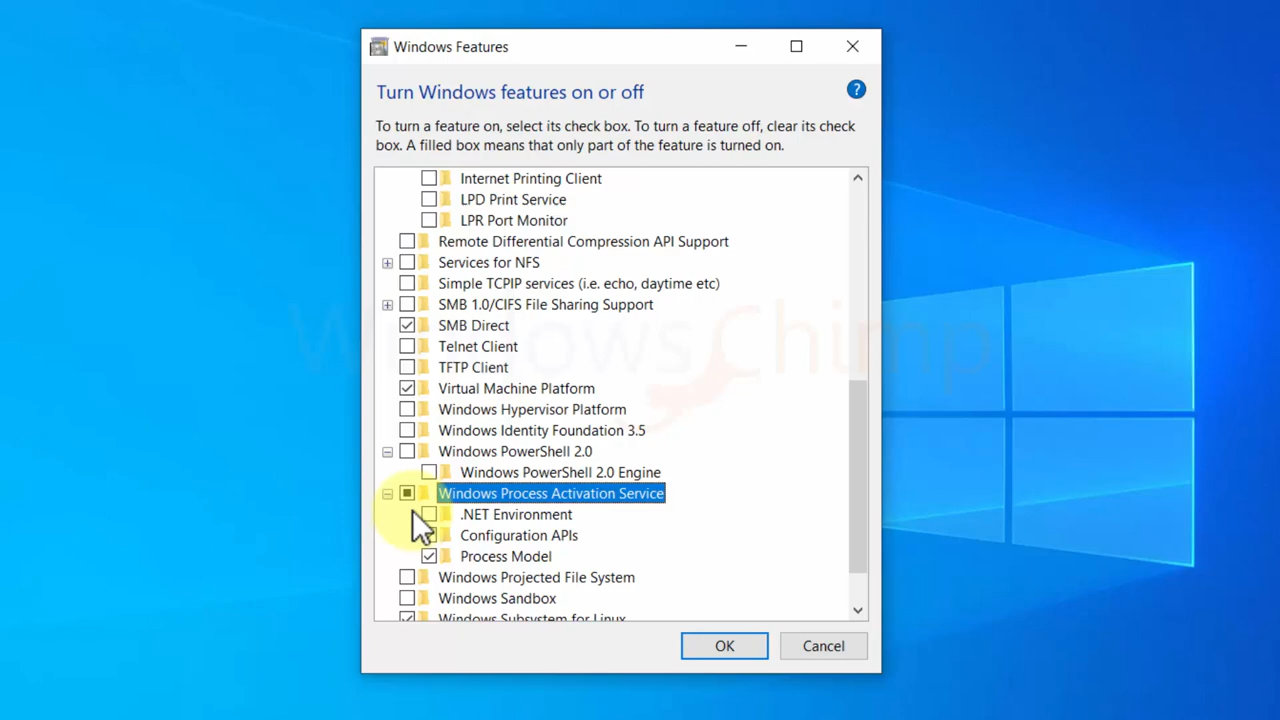 Windows Features
Turn Windows features on or off
?
To turn a feature on, select its check box. To turn a feature off, clear its check
box. A filled box means that only part of the feature is turned on.
Internet Printing Client
LPD Print Service
LPR Port Monitor
Remote Differential Compression API Support
Services for NFS
Simple TCPIP services (i.e. echo, daytime etc)
SMB 1.0/CIFS File Sharing Support
SMB Direct
WindowsChimp
Telnet Client
TFTP Client
Virtual Machine Platform
Windows Hypervisor Platform
Windows Identity Foundation 3.5
Windows PowerShell 2.0
Windows PowerShell 2.0 Engine
Windows Process Activation Service
.NET Environment
Configuration APIs
Process Model
Windows Projected File System
Windows Sandbox
Windows Subsystem for Linux
OK
Cancel